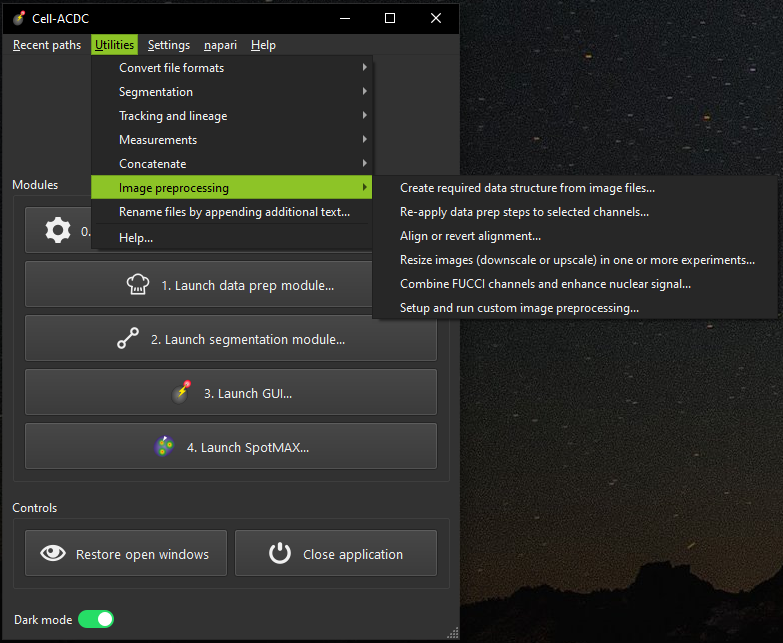 Cell-ACDC
Recent paths Utilities Settings napari Help
Convert file formats
Segmentation
Tracking and lineage
Measurements
Concatenate
Image preprocessing
Rename files by appending additional text...
Help...
Create required data structure from image files...
Re-apply data prep steps to selected channels...
Align or revert alignment...
Resize images (downscale or upscale) in one or more experiments...
Combine FUCCI channels and enhance nuclear signal...
Setup and run custom image preprocessing...
Modules
0.
1. Launch data prep module...
2. Launch segmentation module...
3. Launch GUI...
4. Launch SpotMAX...
Controls
Restore open windows
Close application
Dark mode